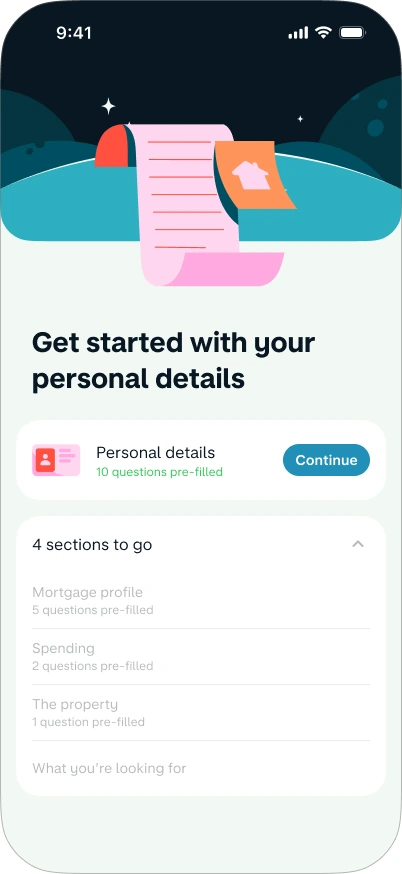 9:41
Get started with your
personal details
Personal details
10 questions pre-filled
Continue
4 sections to go
Mortgage profile
5 questions pre-filled
Spending
2 questions pre-filled
The property
1 question pre-filled
What you're looking for